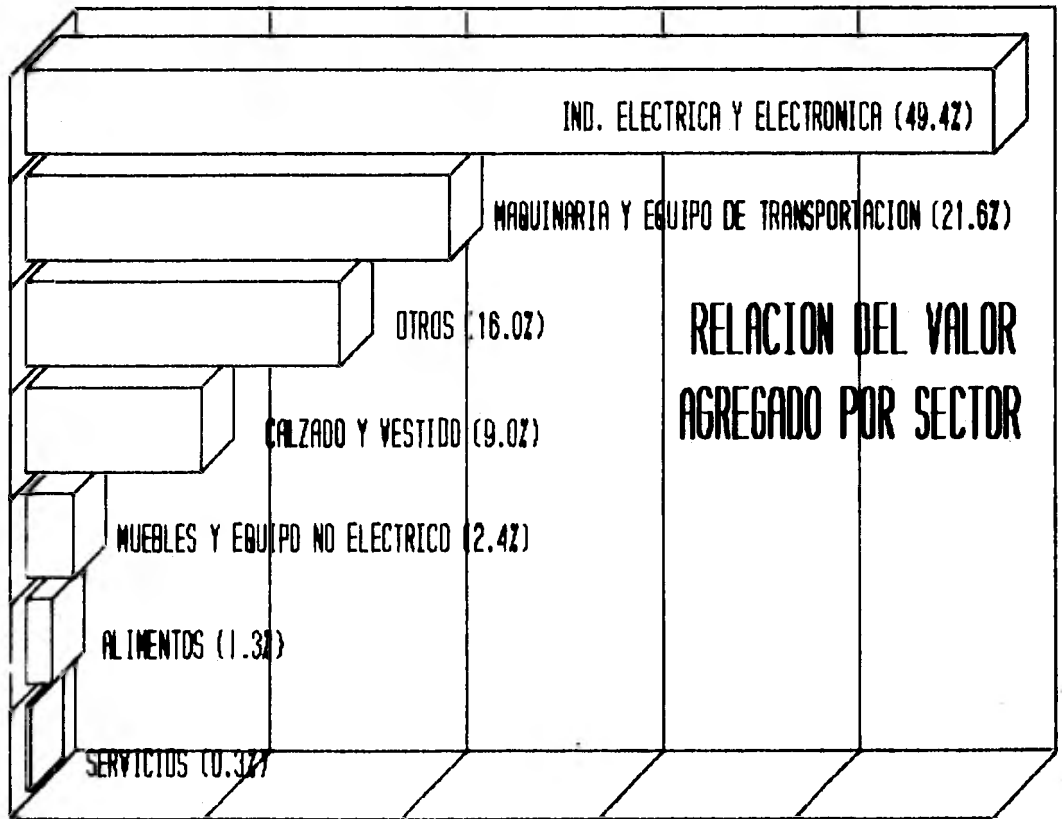 IND. ELECTRICA Y ELECTRONICA (49.4%)
MAQUINARIA Y EQUIPO DE TRANSPORTACION (21.6%)
OTROS (16.0%)
RELACION DEL VALOR
AGREGADO POR SECTOR
CALZADO Y VESTIDO (9.0%)
MUEBLES Y EQUIPO NO ELECTRICO (2.4%)
ALIMENTOS (1.3%)
SERVICIOS (0.3%)